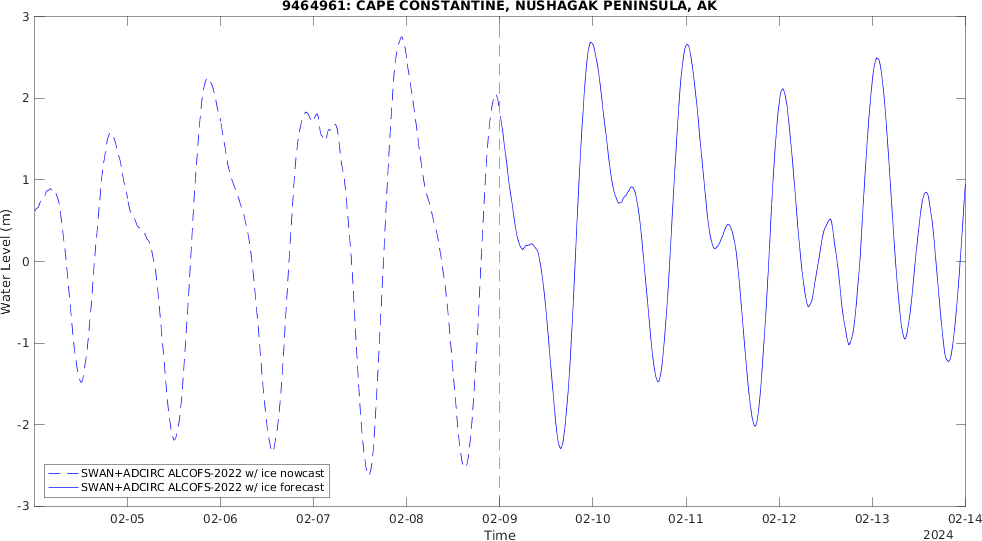 9464961: CAPE CONSTANTINE, NUSHAGAK PENINSULA, AK
Water Level (m)
3
2
1
0
-1
-2
-3
SWAN+ADCIRC ALCOFS-2022 w/ ice nowcast
SWAN+ADCIRC ALCOFS-2022 w/ ice forecast
02-05 02-06 02-07 02-08 02-09 02-10 02-11 02-12 02-13 02-14
Time
2024